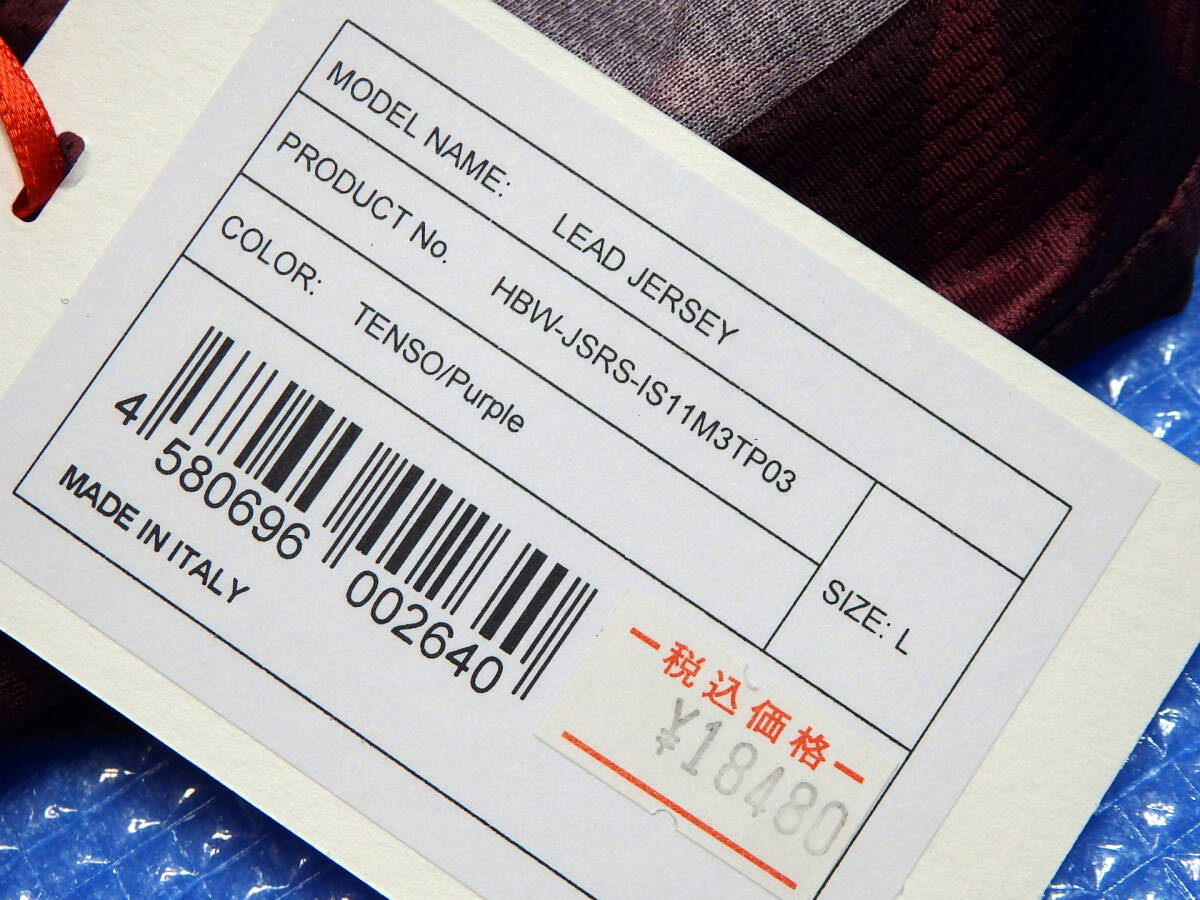 MODEL NAME: LEAD JERSEY
PRODUCT No. HBW-JSRS-IS11M3TP03
COLOR: TENSO/Purple
SIZE: L
4 580696 002640
MADE IN ITALY
税込価格
¥18480